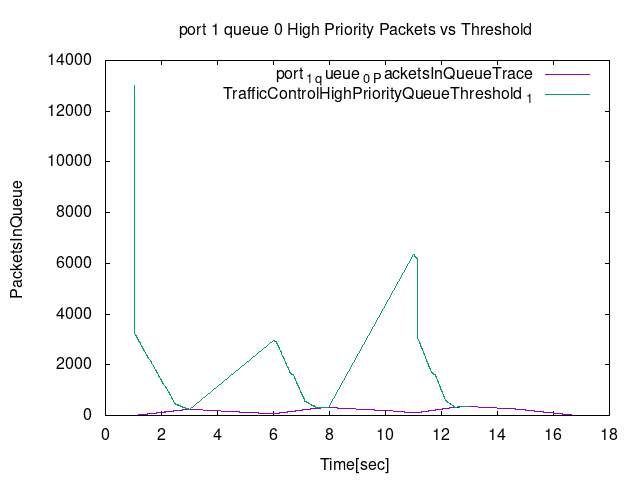 port 1 queue 0 High Priority Packets vs Threshold
14000
12000
10000
8000
6000
4000
2000
0
PacketsInQueue
port 1 q ueue 0 P acketsInQueueTrace
TrafficControlHighPriorityQueueThreshold 1
0 2 4 6 8 10 12 14 16 18
Time[sec]